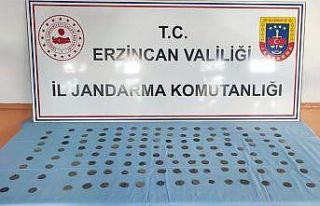 T.C.
ERZİNCAN VALİLİĞİ
İL JANDARMA KOMUTANLIĞI